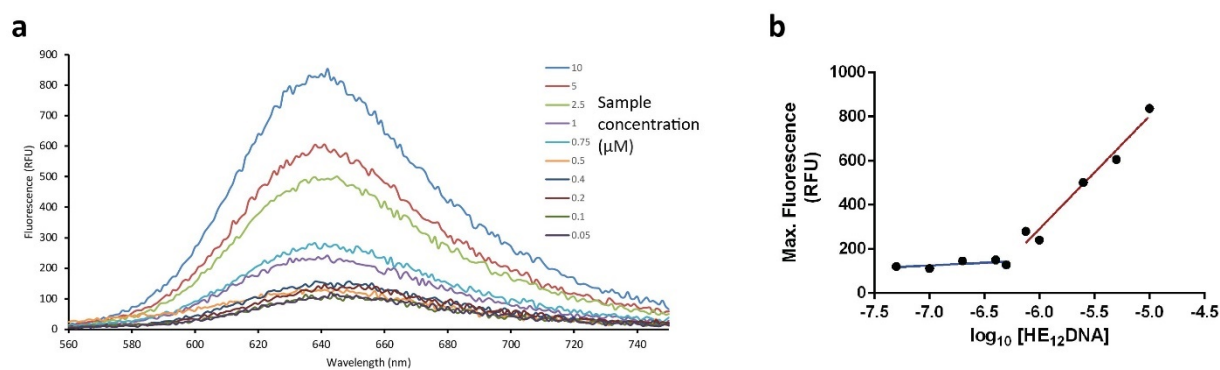 a
900
800
700
600
500
400
300
200
100
0
Fluorescence (RFU)
560 580 600 620 640 660 680 700 720 740
Wavelength (nm)
10
5
2.5
1
0.75
0.5
0.4
0.2
0.1
0.05
Sample
concentration
(µM)
b
1000
800
600
400
200
0
Max. Fluorescence
(RFU)
-7.5 -7.0 -6.5 -6.0 -5.5 -5.0 -4.5
log₁₀ [HE₁₂DNA]